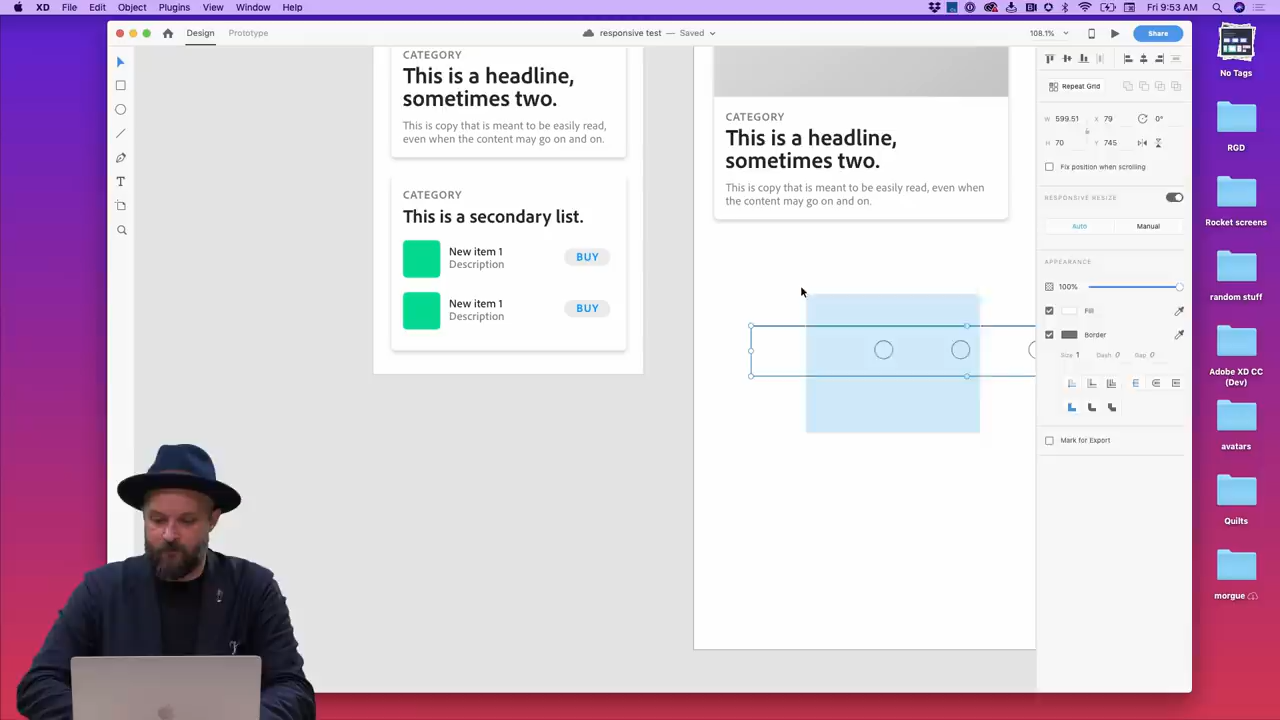 XD File Edit Object Plugins View Window Help
Fri 9:53 AM
Design Prototype
responsive test — Saved
108.1%
Share
No Tags
RGD
Rocket screens
random stuff
Adobe XD CC
(Dev)
avatars
Quilts
morgue
CATEGORY
This is a headline,
sometimes two.
This is copy that is meant to be easily read,
even when the content may go on and on.
CATEGORY
This is a secondary list.
New item 1
Description
BUY
New item 1
Description
BUY
CATEGORY
This is a headline,
sometimes two.
This is copy that is meant to be easily read, even when
the content may go on and on.
Repeat Grid
W 599.51 X 79 0°
H 70 Y 745
Fix position when scrolling
RESPONSIVE RESIZE
Auto Manual
APPEARANCE
100%
Fill
Border
Size 1 Dash 0 Gap 0
Mark for Export